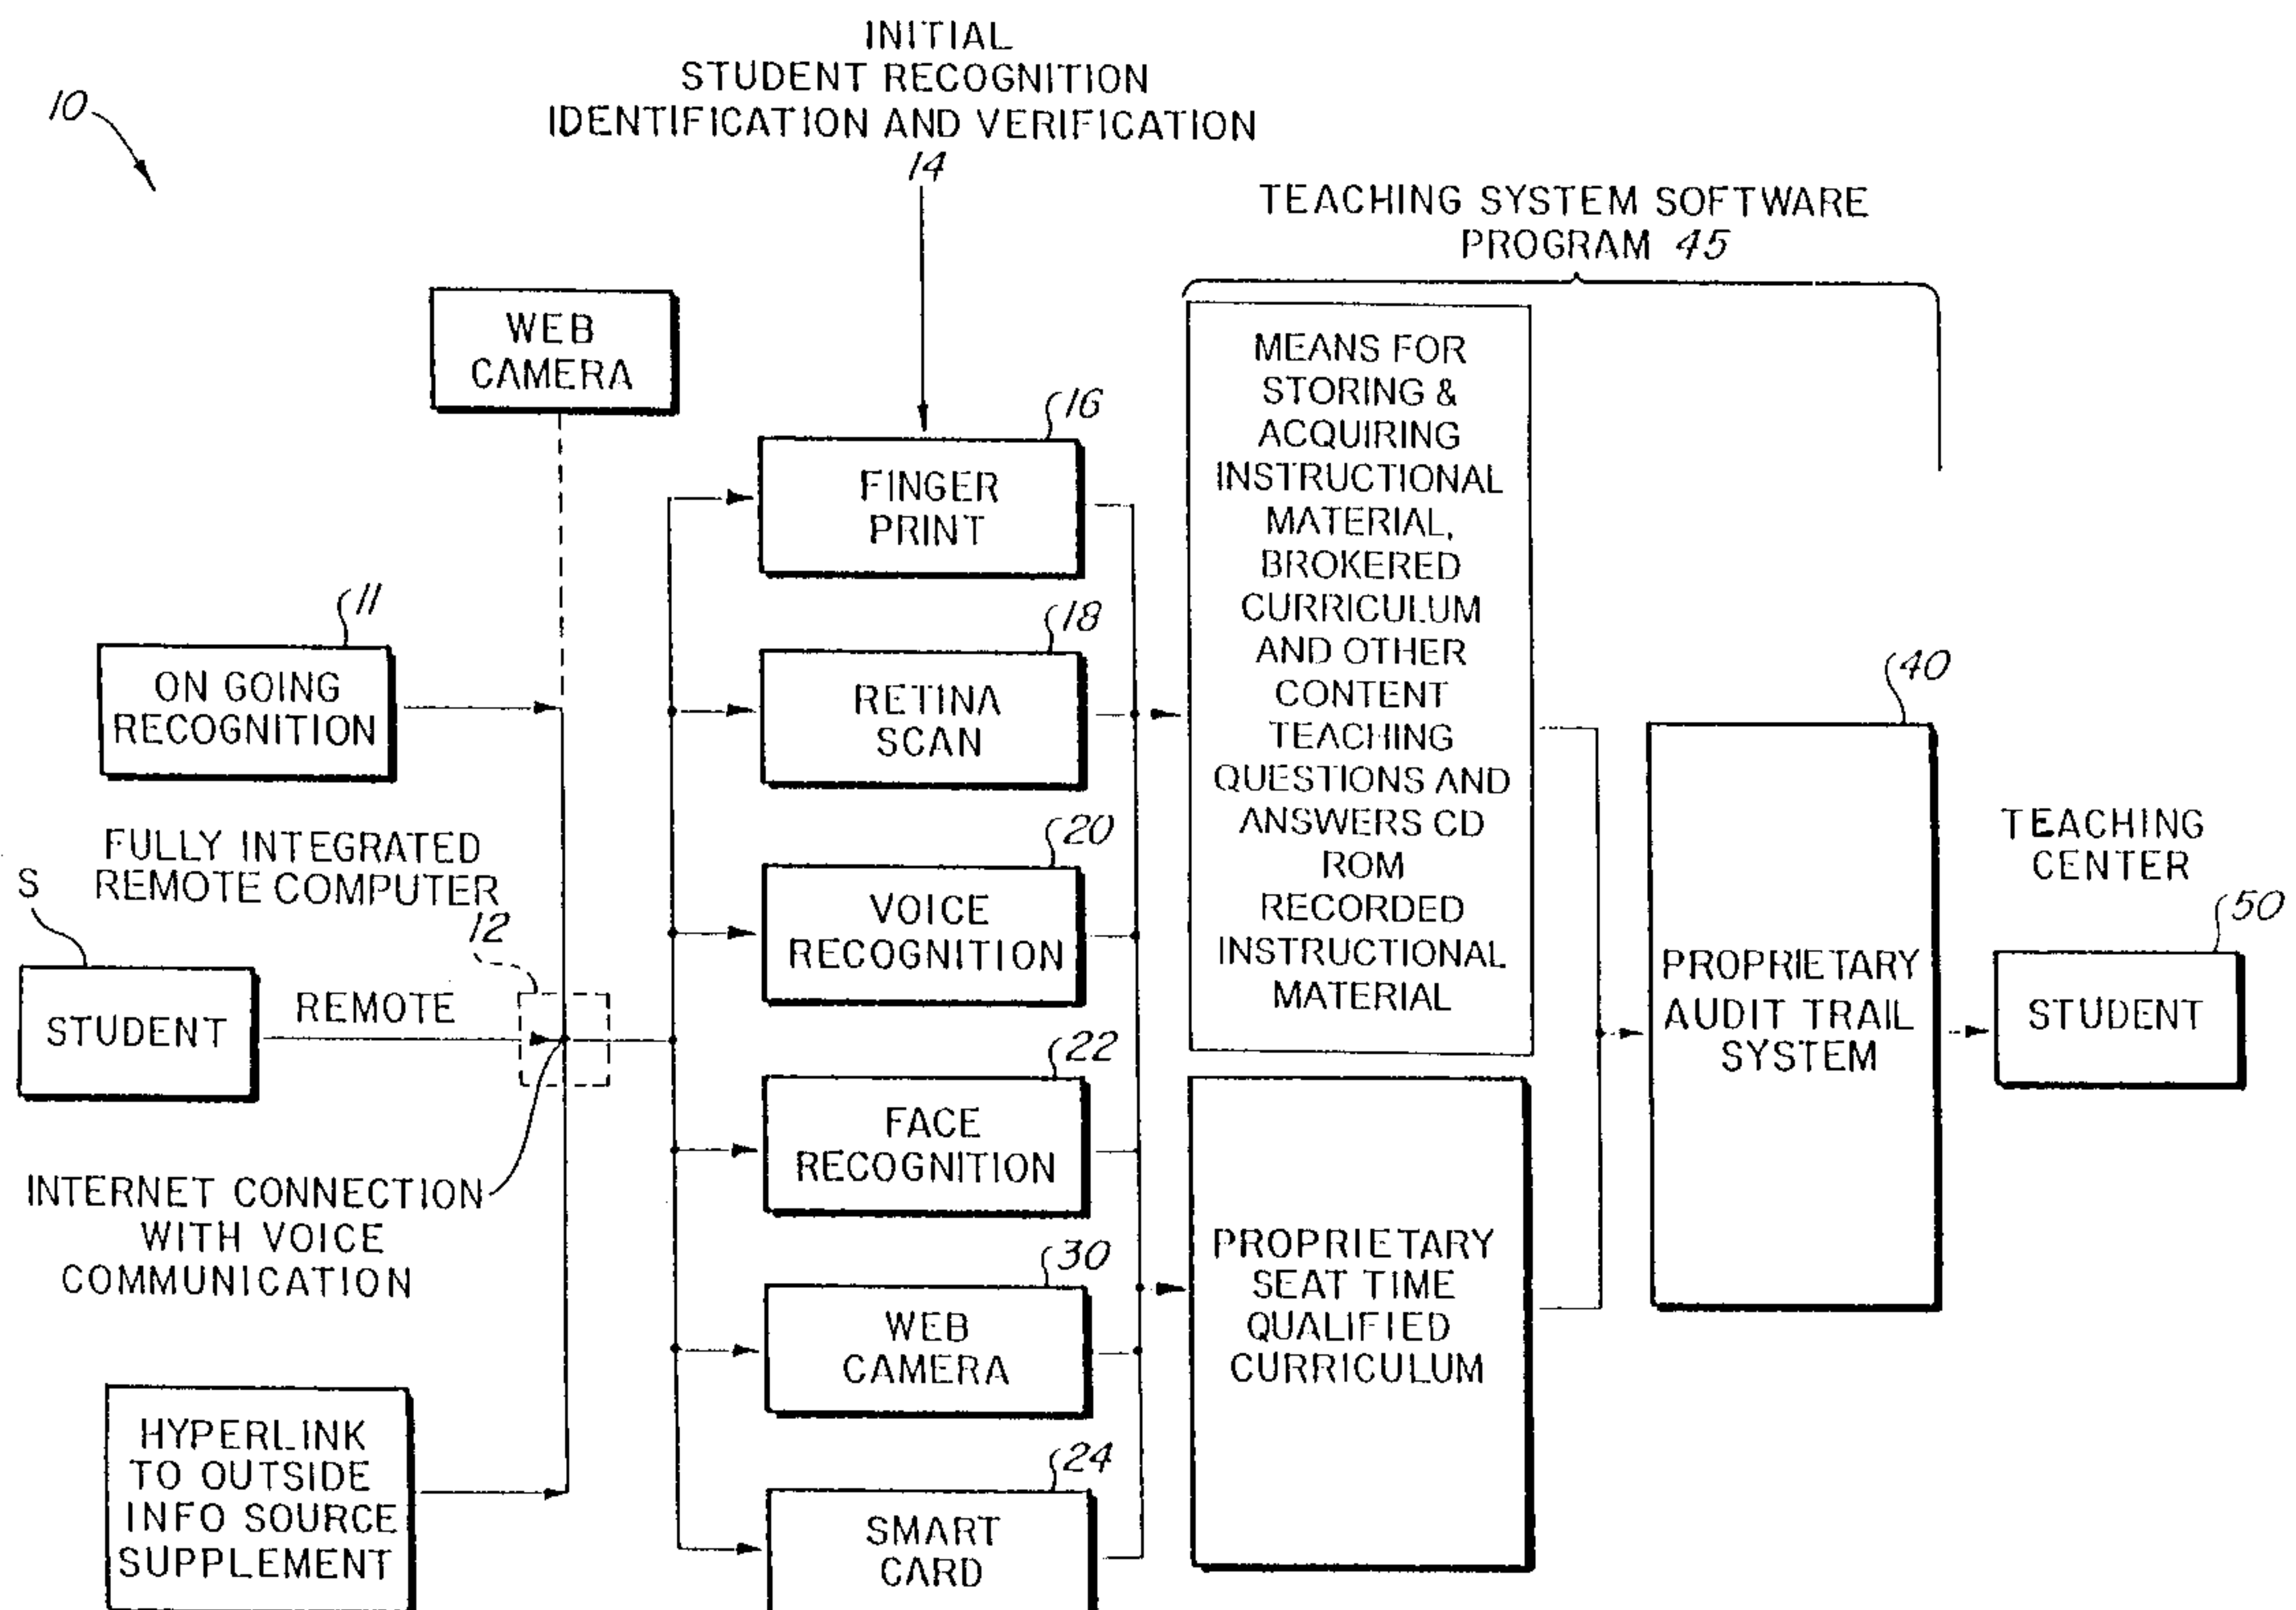 INITIAL
STUDENT RECOGNITION
IDENTIFICATION AND VERIFICATION
14
10
TEACHING SYSTEM SOFTWARE
PROGRAM 45
WEB
CAMERA
16
FINGER
PRINT
11
ON GOING
RECOGNITION
18
RETINA
SCAN
FULLY INTEGRATED
REMOTE COMPUTER
12
S
STUDENT
REMOTE
20
VOICE
RECOGNITION
22
FACE
RECOGNITION
INTERNET CONNECTION
WITH VOICE
COMMUNICATION
30
WEB
CAMERA
HYPERLINK
TO OUTSIDE
INFO SOURCE
SUPPLEMENT
24
SMART
CARD
MEANS FOR
STORING &
ACQUIRING
INSTRUCTIONAL
MATERIAL,
BROKERED
CURRICULUM
AND OTHER
CONTENT
TEACHING
QUESTIONS AND
ANSWERS CD
ROM
RECORDED
INSTRUCTIONAL
MATERIAL
PROPRIETARY
SEAT TIME
QUALIFIED
CURRICULUM
40
PROPRIETARY
AUDIT TRAIL
SYSTEM
TEACHING
CENTER
50
STUDENT